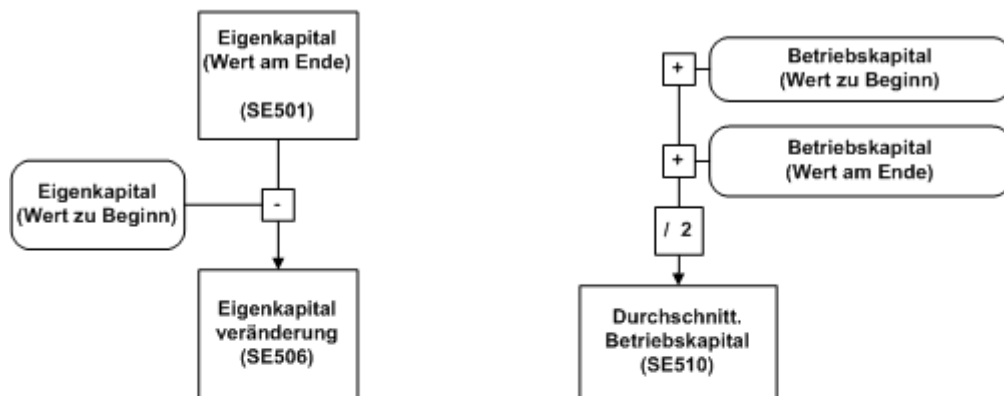 Eigenkapital
(Wert am Ende)
(SE501)
Eigenkapital
(Wert zu Beginn)
-
Eigenkapital
veränderung
(SE506)
+
Betriebskapital
(Wert zu Beginn)
+
Betriebskapital
(Wert am Ende)
/ 2
Durchschnitt.
Betriebskapital
(SE510)